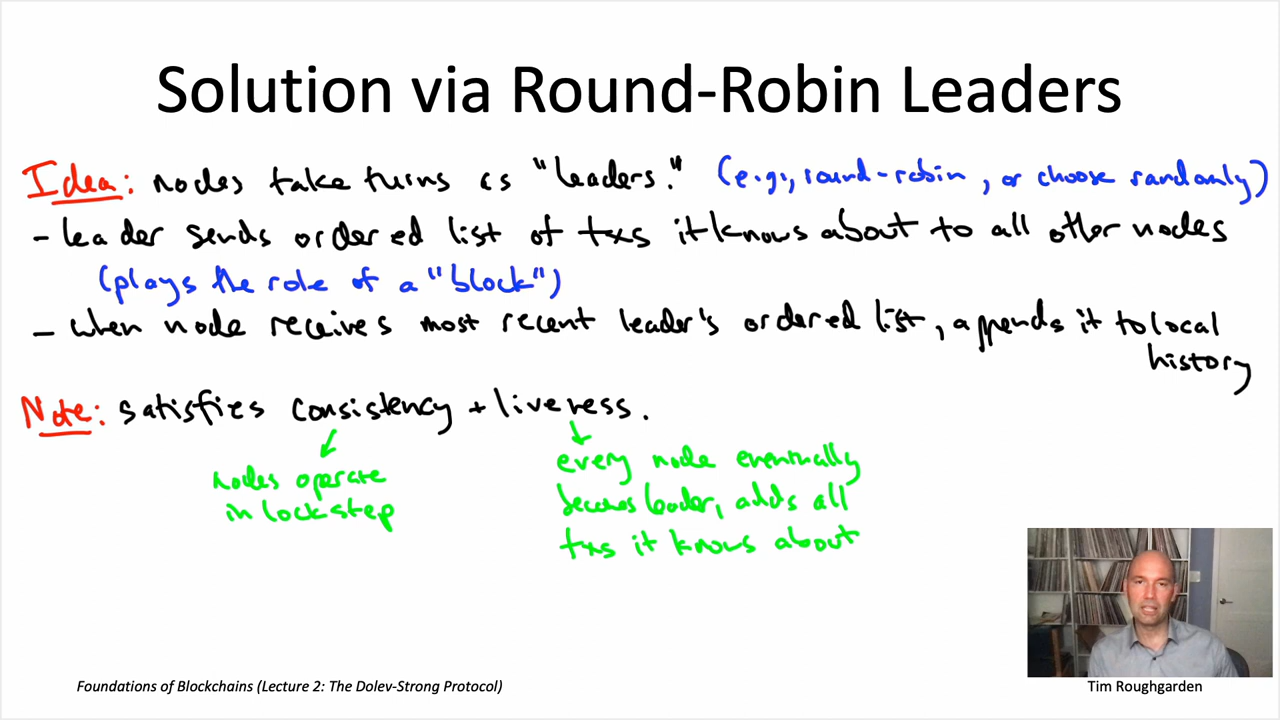 Solution via Round-Robin Leaders
Idea: nodes take turns as "leaders." (e.g., round-robin, or choose randomly)
- leader sends ordered list of txs it knows about to all other nodes
(plays the role of a "block")
- when node receives most recent leader's ordered list, appends it to local
history
Note: satisfies consistency + liveness.
nodes operate
in lockstep
every node eventually
becomes leader, adds all
txs it knows about
Foundations of Blockchains (Lecture 2: The Dolev-Strong Protocol)
Tim Roughgarden